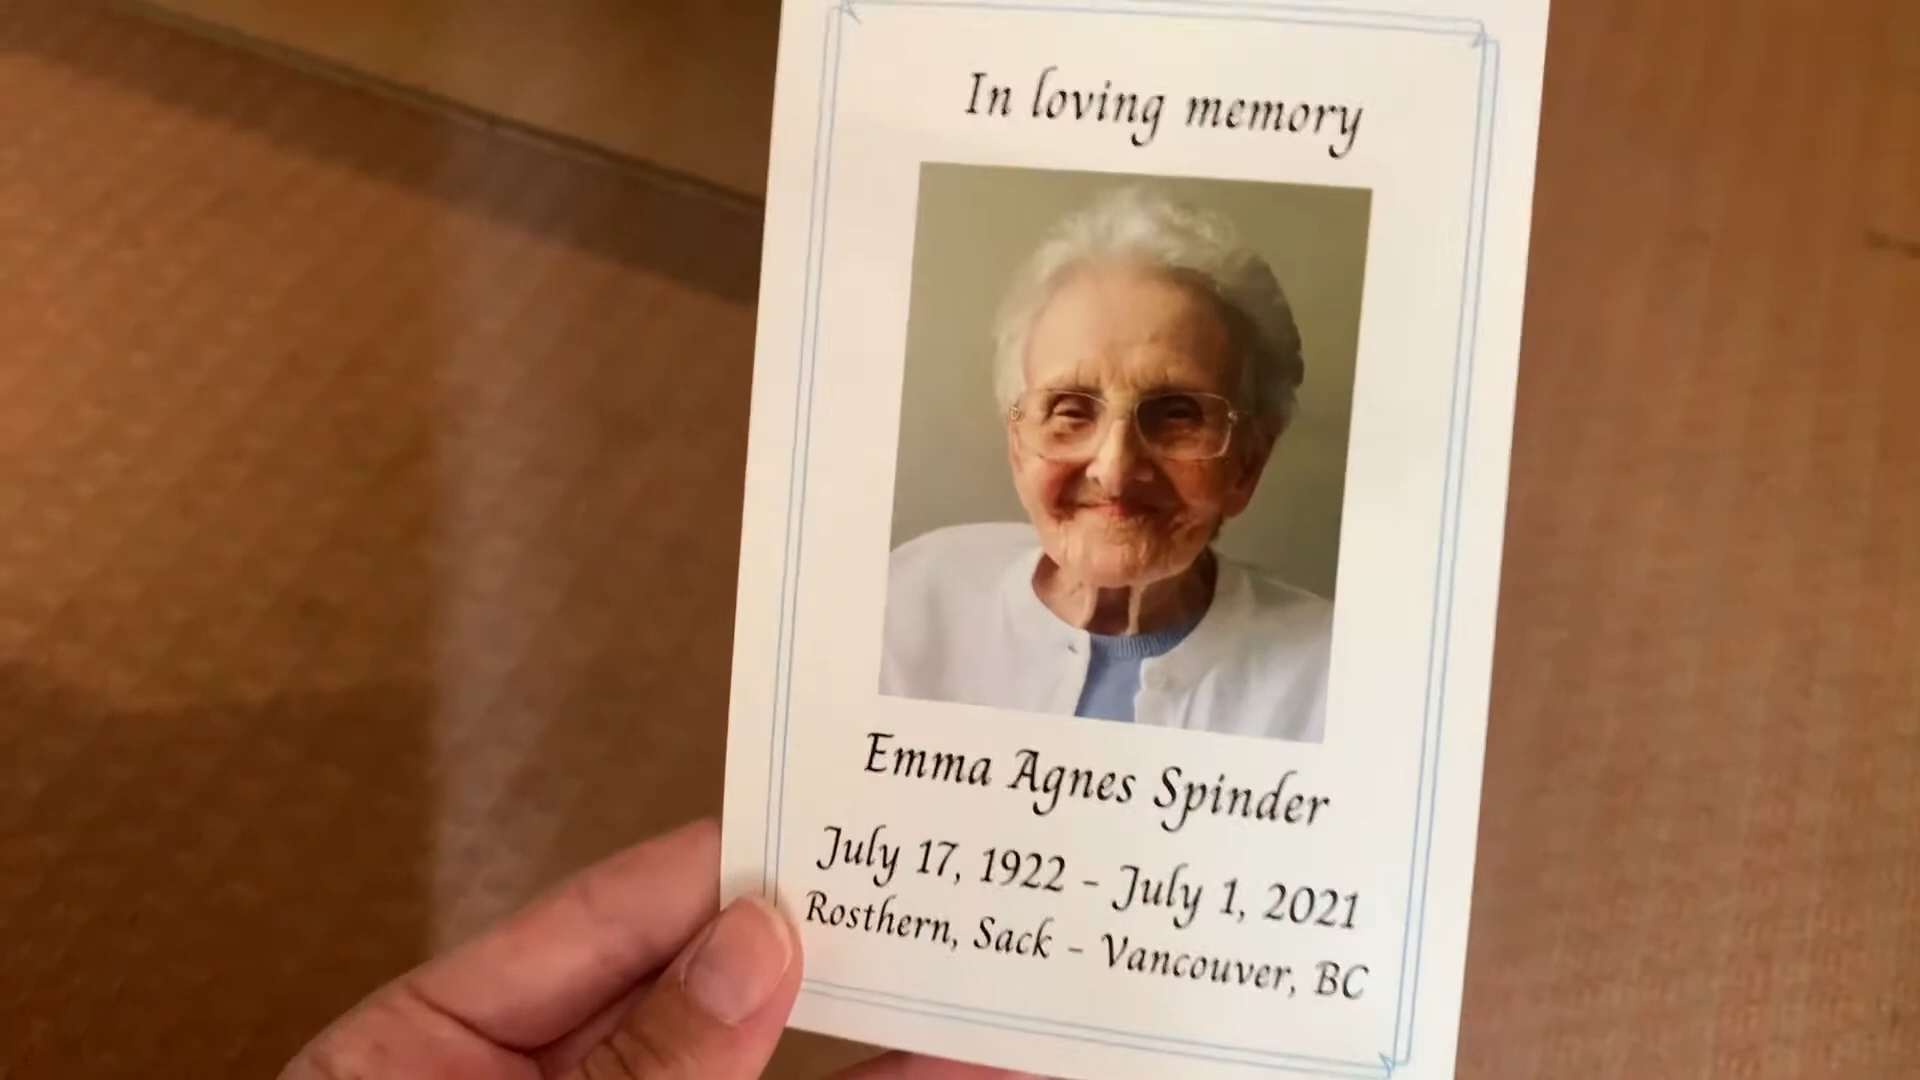 In loving memory
Emma Agnes Spinder
July 17, 1922 - July 1, 2021
Rosthern, Sack - Vancouver, BC